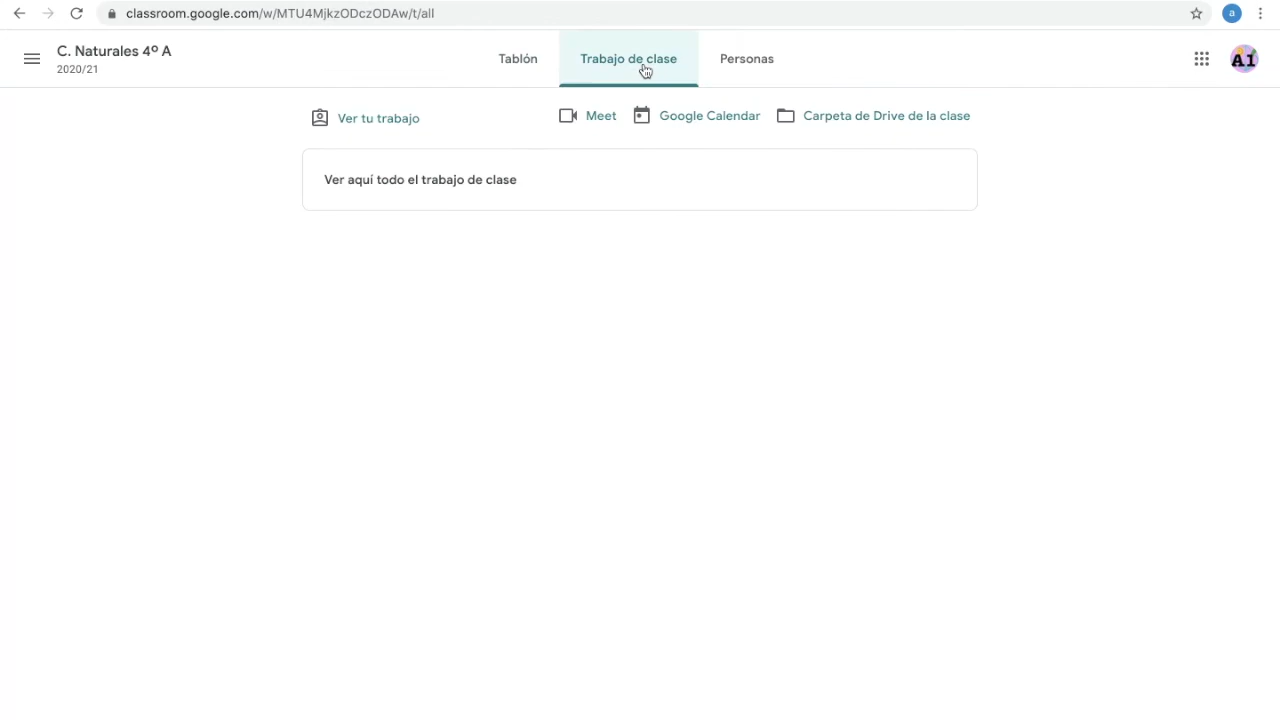 classroom.google.com/w/MTU4MjkzODczODAw/t/all
a
C. Naturales 4º A
2020/21
Tablón
Trabajo de clase
Personas
A1
Ver tu trabajo
Meet
Google Calendar
Carpeta de Drive de la clase
Ver aquí todo el trabajo de clase